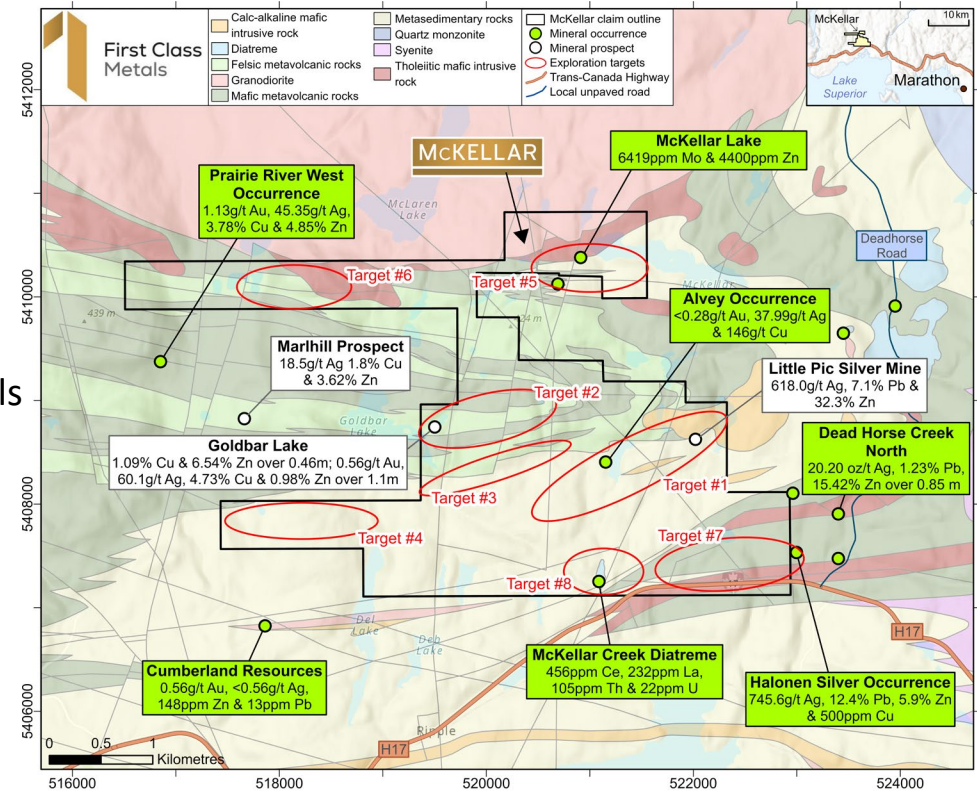 First Class
Metals
Calc-alkaline mafic
intrusive rock
Diatreme
Felsic metavolcanic rocks
Granodiorite
Mafic metavolcanic rocks
Metasedimentary rocks
Quartz monzonite
Syenite
Tholeiitic mafic intrusive
rock
McKellar claim outline
Mineral occurrence
Mineral prospect
Exploration targets
Trans-Canada Highway
Local unpaved road
McKellar
10 km
Lake
Superior
Marathon
5412000
5410000
5408000
5406000
ls
McKELLAR
McKellar Lake
6419ppm Mo & 4400ppm Zn
Prairie River West
Occurrence
1.13g/t Au, 45.35g/t Ag,
3.78% Cu & 4.85% Zn
McLaren
Lake
Deadhorse
Road
Target #6
Target #5
McKellar
439 m
Alvey Occurrence
<0.28g/t Au, 37.99g/t Ag
& 146g/t Cu
Marlhill Prospect
18.5g/t Ag 1.8% Cu
& 3.62% Zn
Little Pic Silver Mine
618.0g/t Ag, 7.1% Pb &
32.3% Zn
Target #2
Goldbar
Lake
Goldbar Lake
1.09% Cu & 6.54% Zn over 0.46m; 0.56g/t Au,
60.1g/t Ag, 4.73% Cu & 0.98% Zn over 1.1m
Dead Horse Creek
North
20.20 oz/t Ag, 1.23% Pb,
15.42% Zn over 0.85 m
Target #1
Target #3
Target #4
Target #7
Target #8
Del
Lake
Deb
Lake
H17
Cumberland Resources
0.56g/t Au, <0.56g/t Ag,
148ppm Zn & 13ppm Pb
McKellar Creek Diatreme
456ppm Ce, 232ppm La,
105ppm Th & 22ppm U
Halonen Silver Occurrence
745.6g/t Ag, 12.4% Pb, 5.9% Zn
& 500ppm Cu
Ripple
H17
0 0.5 1
Kilometres
516000 518000 520000 522000 524000